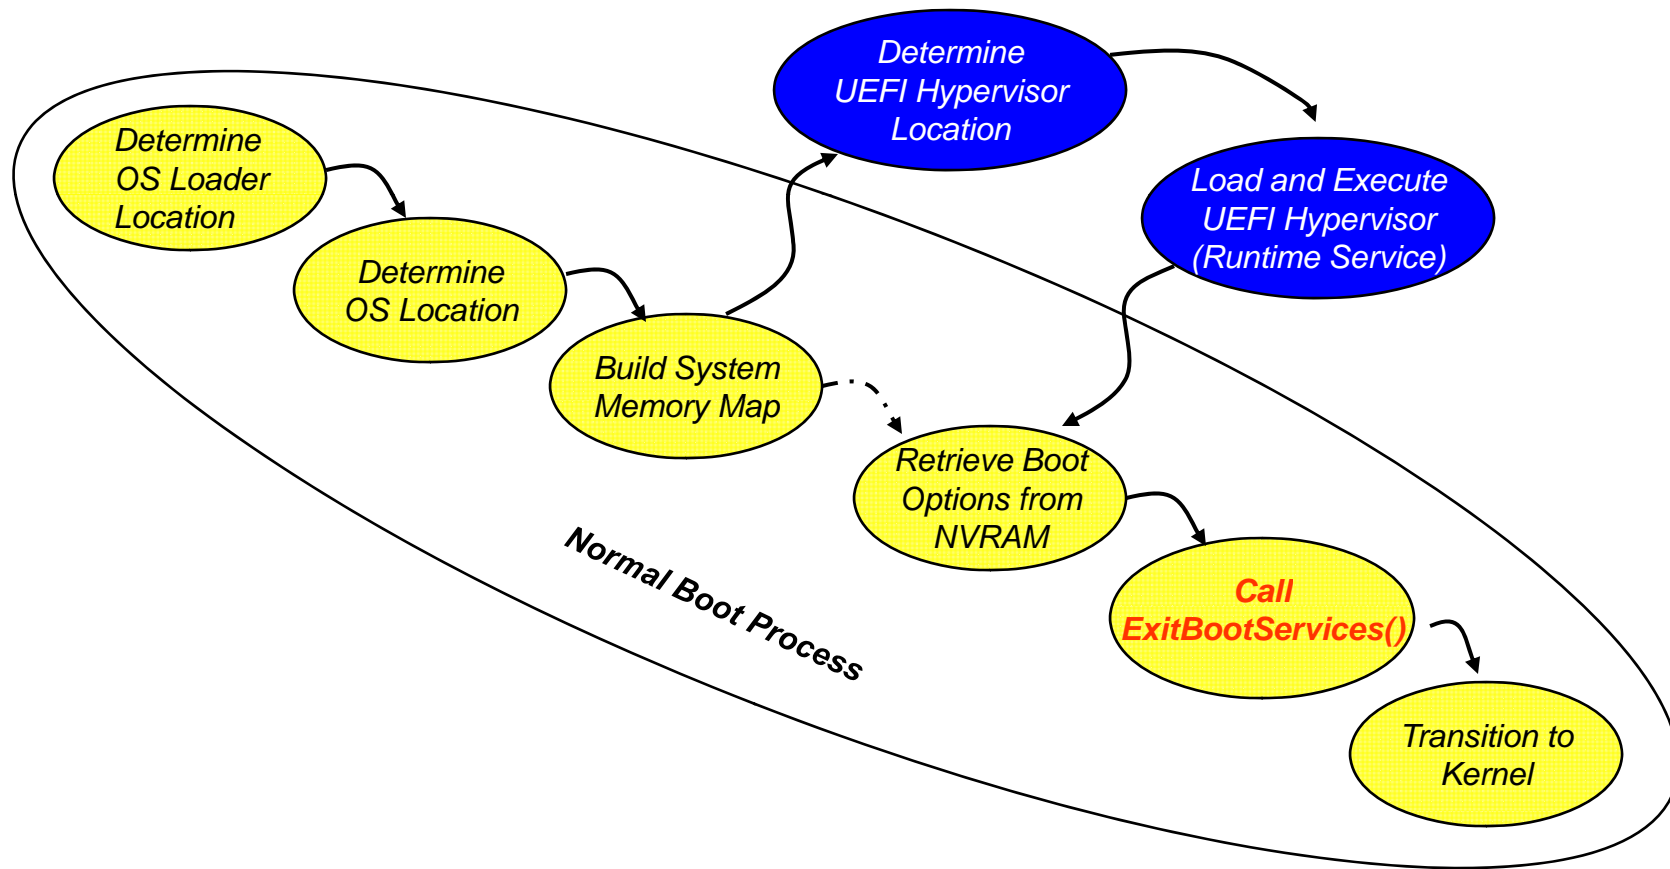 Determine
OS Loader
Location
Determine
OS Location
Build System
Memory Map
Determine
UEFI Hypervisor
Location
Load and Execute
UEFI Hypervisor
(Runtime Service)
Retrieve Boot
Options from
NVRAM
Call
ExitBootServices()
Transition to
Kernel
Normal Boot Process